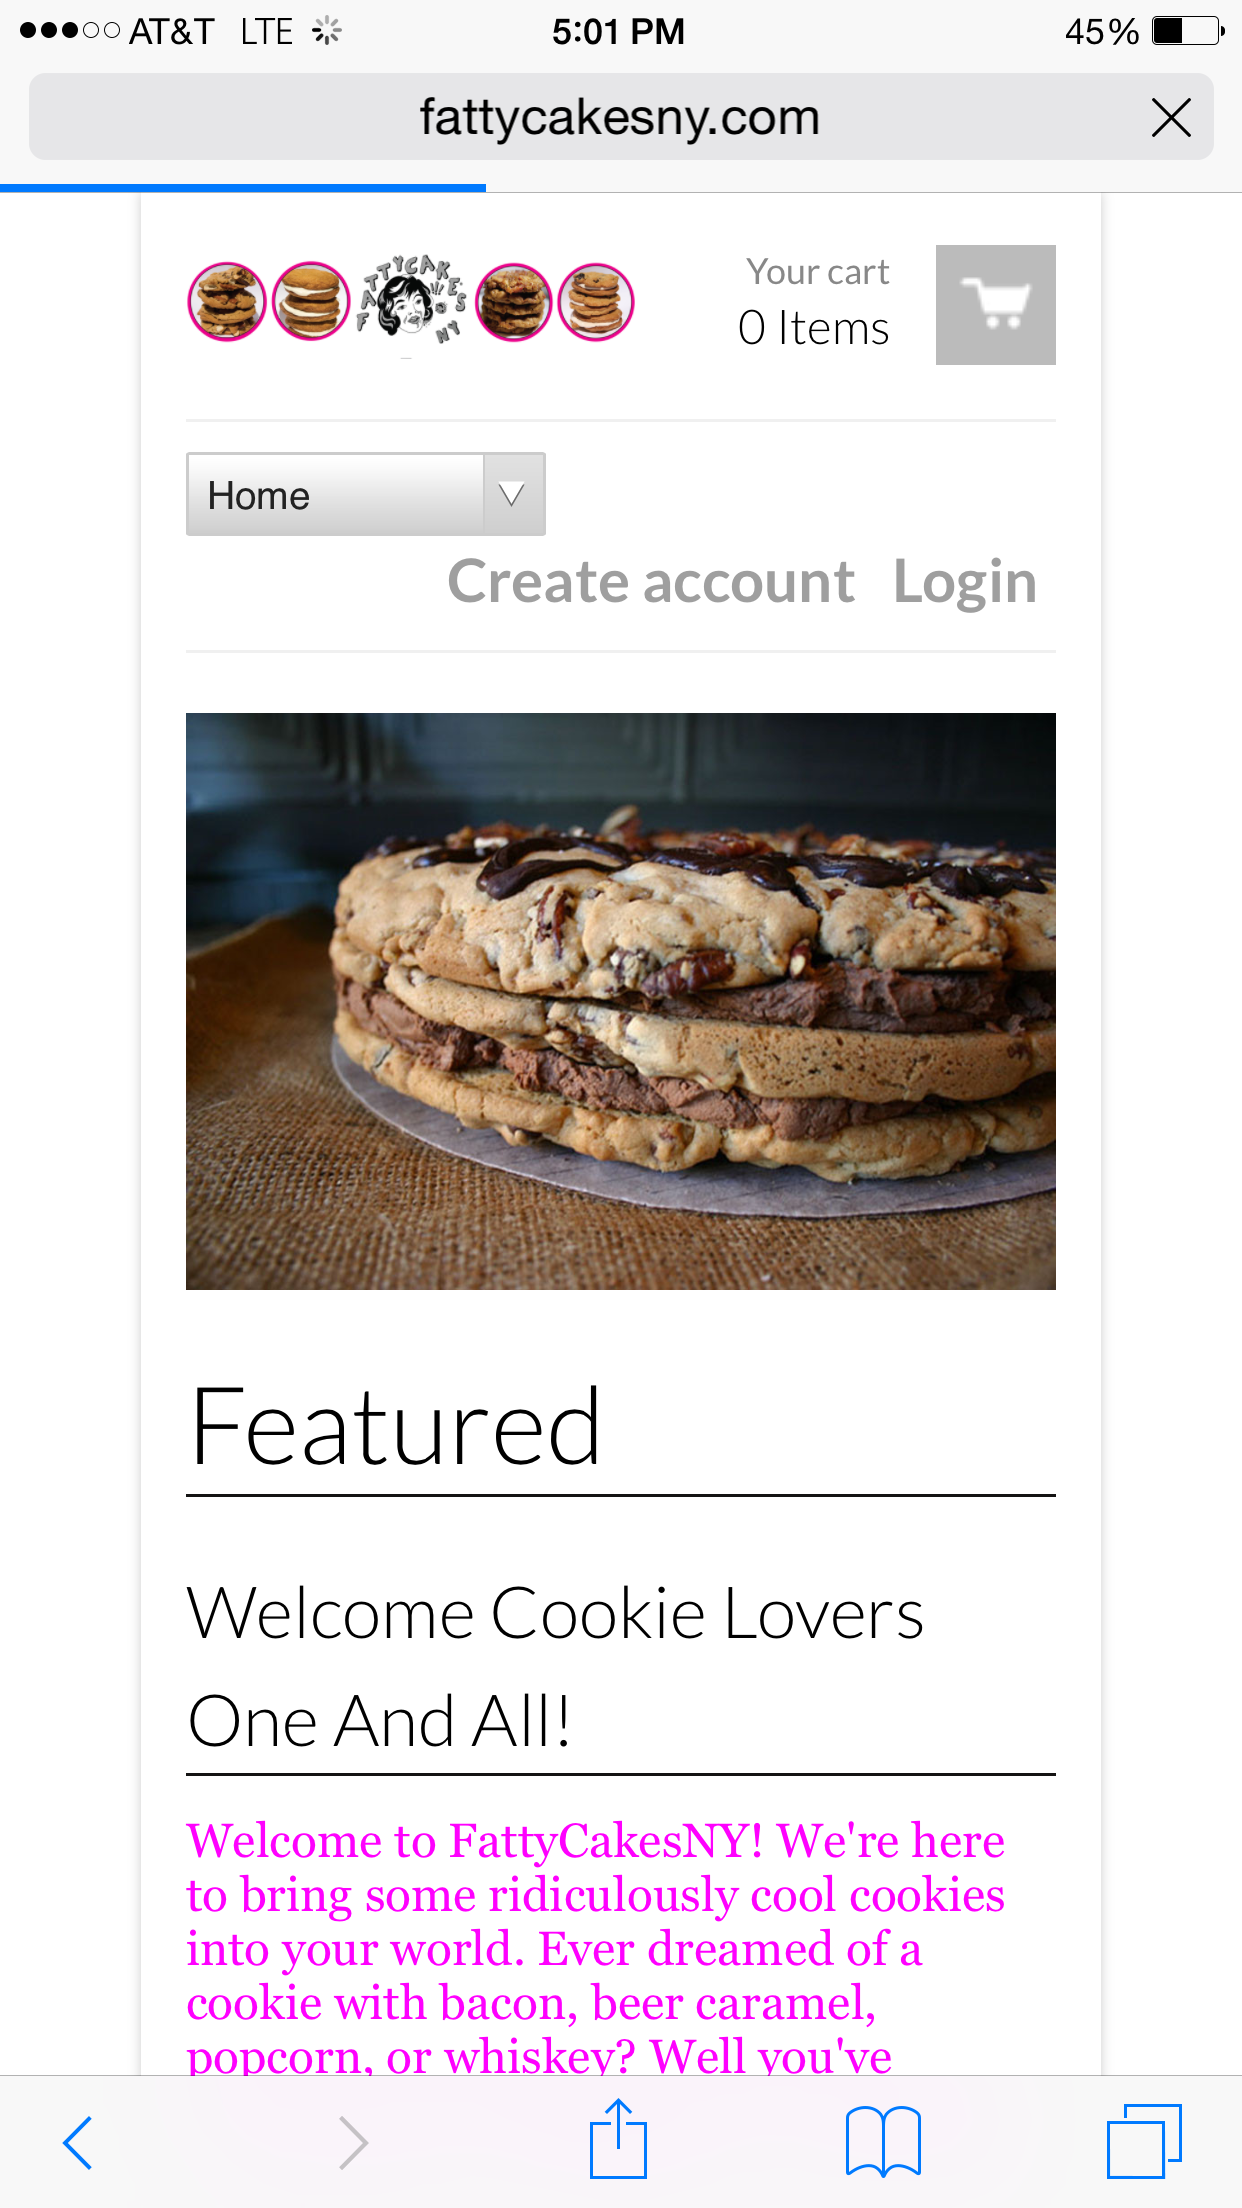 AT&T LTE 5:01 PM 45%
fattycakesny.com
FATTYCAKES NY
Your cart
0 Items
Home
Create account Login
Featured
Welcome Cookie Lovers
One And All!
Welcome to FattyCakesNY! We're here
to bring some ridiculously cool cookies
into your world. Ever dreamed of a
cookie with bacon, beer caramel,
popcorn, or whiskey? Well you've